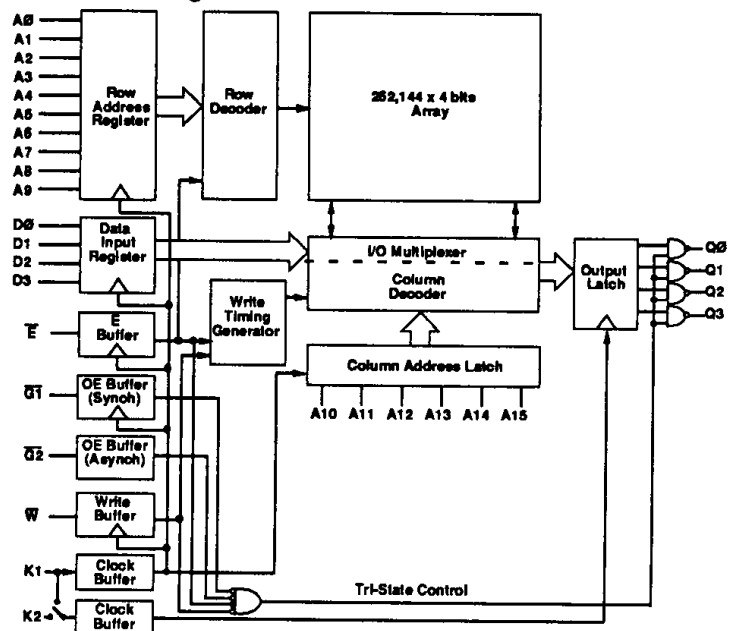 AØ
A1
A2
A3
A4
A5
A6
A7
A8
A9
Row
Address
Register
Row
Decoder
262,144 x 4 bits
Array
DØ
D1
D2
D3
Data
Input
Register
I/O Multiplexer
Column
Decoder
Output
Latch
QØ
Q1
Q2
Q3
Write
Timing
Generator
E
E
Buffer
Column Address Latch
A10
A11
A12
A13
A14
A15
G1
OE Buffer
(Synch)
G2
OE Buffer
(Asynch)
W
Write
Buffer
K1
Clock
Buffer
K2
Clock
Buffer
Tri-State Control